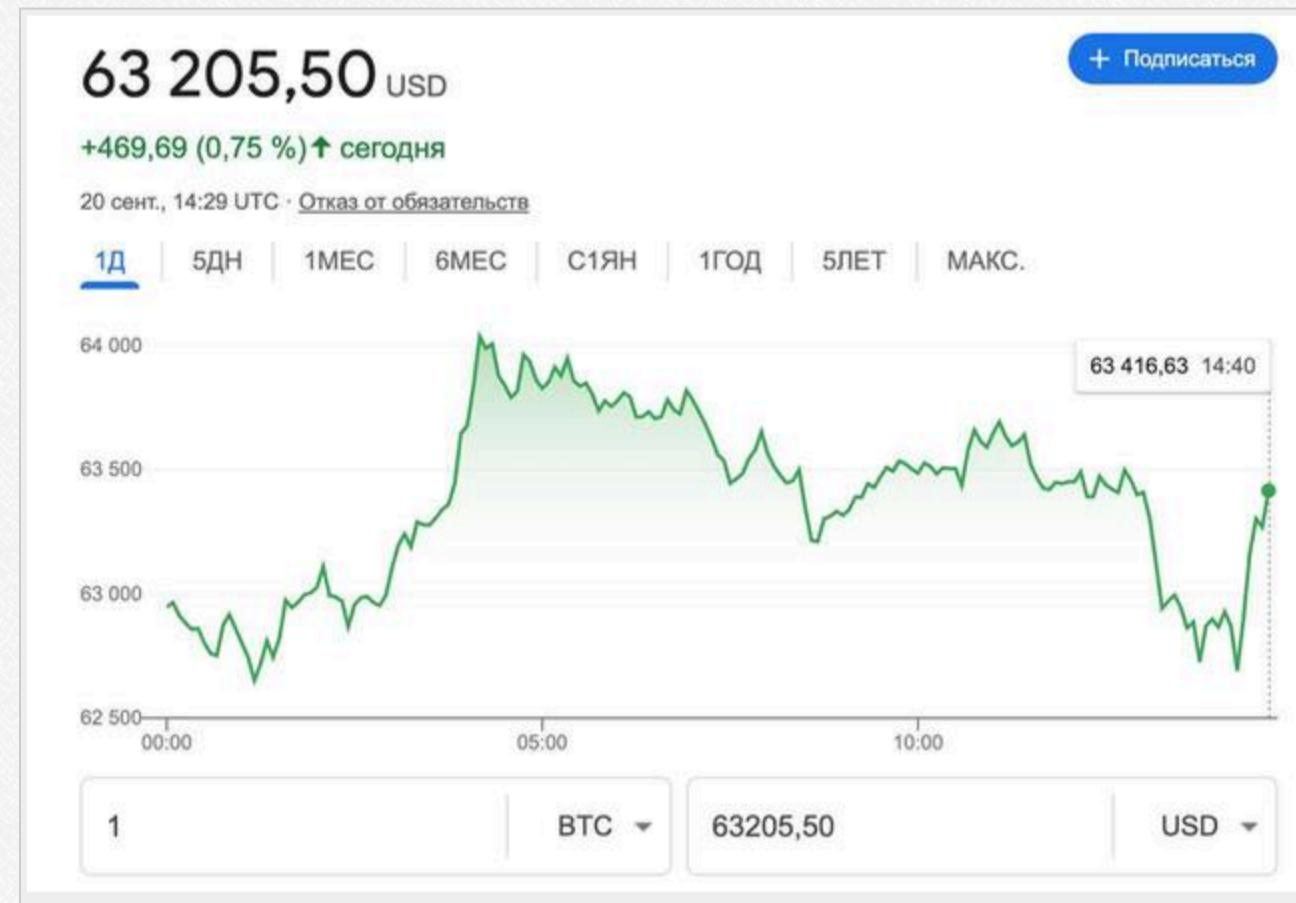 63 205,50 USD
+ Подписаться
+469,69 (0,75 %)↑ сегодня
20 сент., 14:29 UTC · Отказ от обязательств
1Д 5ДН 1МЕС 6МЕС С1ЯН 1ГОД 5ЛЕТ МАКС.
64 000
63 416,63 14:40
63 500
63 000
62 500
00:00 05:00 10:00
1 BTC 63205,50 USD